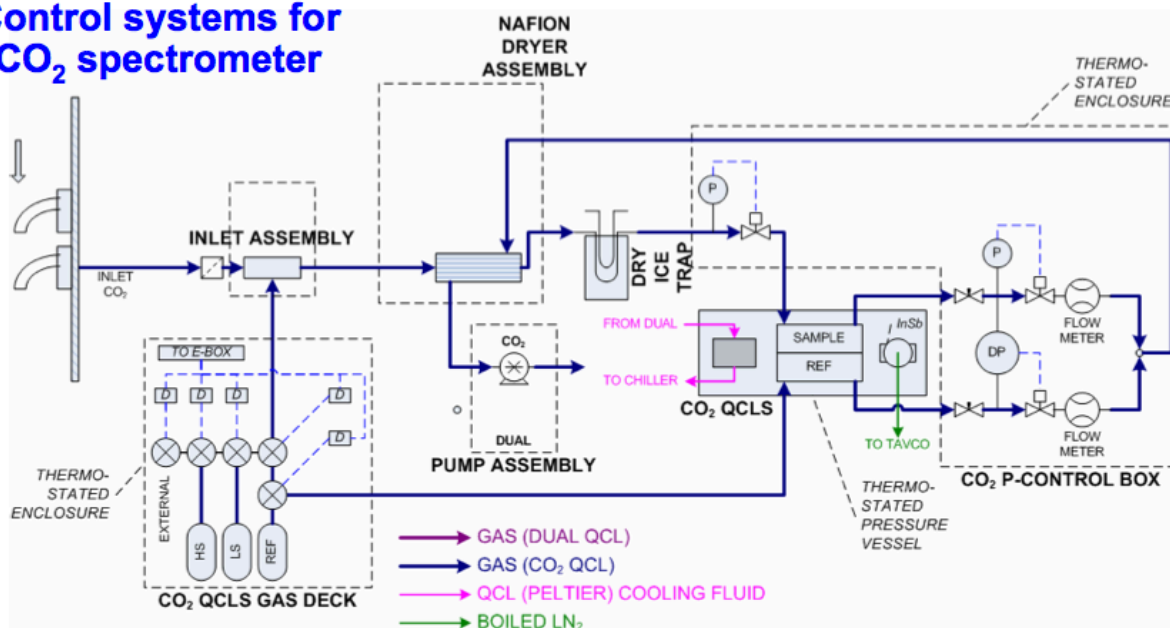 Control systems for
CO₂ spectrometer
NAFION
DRYER
ASSEMBLY
THERMO-
STATED
ENCLOSURE
P
INLET ASSEMBLY
INLET
CO₂
DRY
ICE
TRAP
P
FROM DUAL
TO CHILLER
SAMPLE
REF
InSb
DP
FLOW
METER
CO₂ QCLS
TO TAVCO
FLOW
METER
CO₂ P-CONTROL BOX
TO E-BOX
D
D
D
D
D
CO₂
DUAL
PUMP ASSEMBLY
THERMO-
STATED
ENCLOSURE
EXTERNAL
HS
LS
REF
CO₂ QCLS GAS DECK
THERMO-
STATED
PRESSURE
VESSEL
GAS (DUAL QCL)
GAS (CO₂ QCL)
QCL (PELTIER) COOLING FLUID
BOILED LN₂